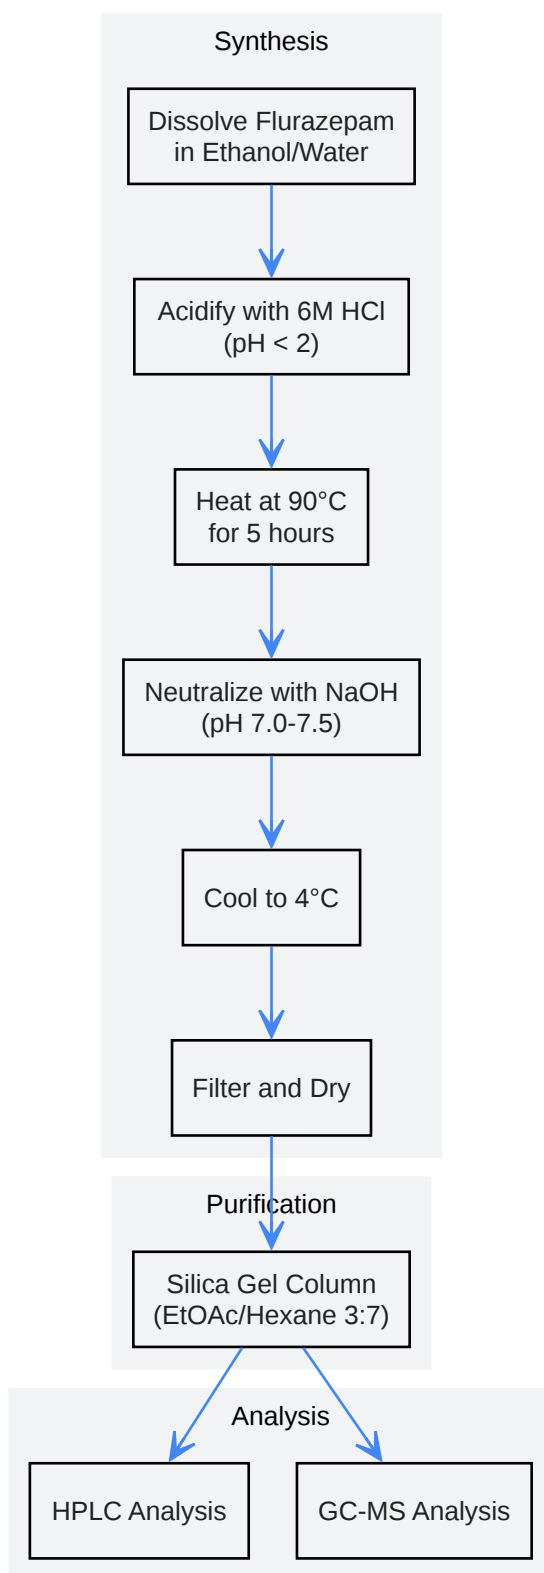 Synthesis
Dissolve Flurazepam
in Ethanol/Water
Acidify with 6M HCl
(pH < 2)
Heat at 90°C
for 5 hours
Neutralize with NaOH
(pH 7.0-7.5)
Cool to 4°C
Filter and Dry
Purification
Silica Gel Column
(EtOAc/Hexane 3:7)
Analysis
HPLC Analysis
GC-MS Analysis